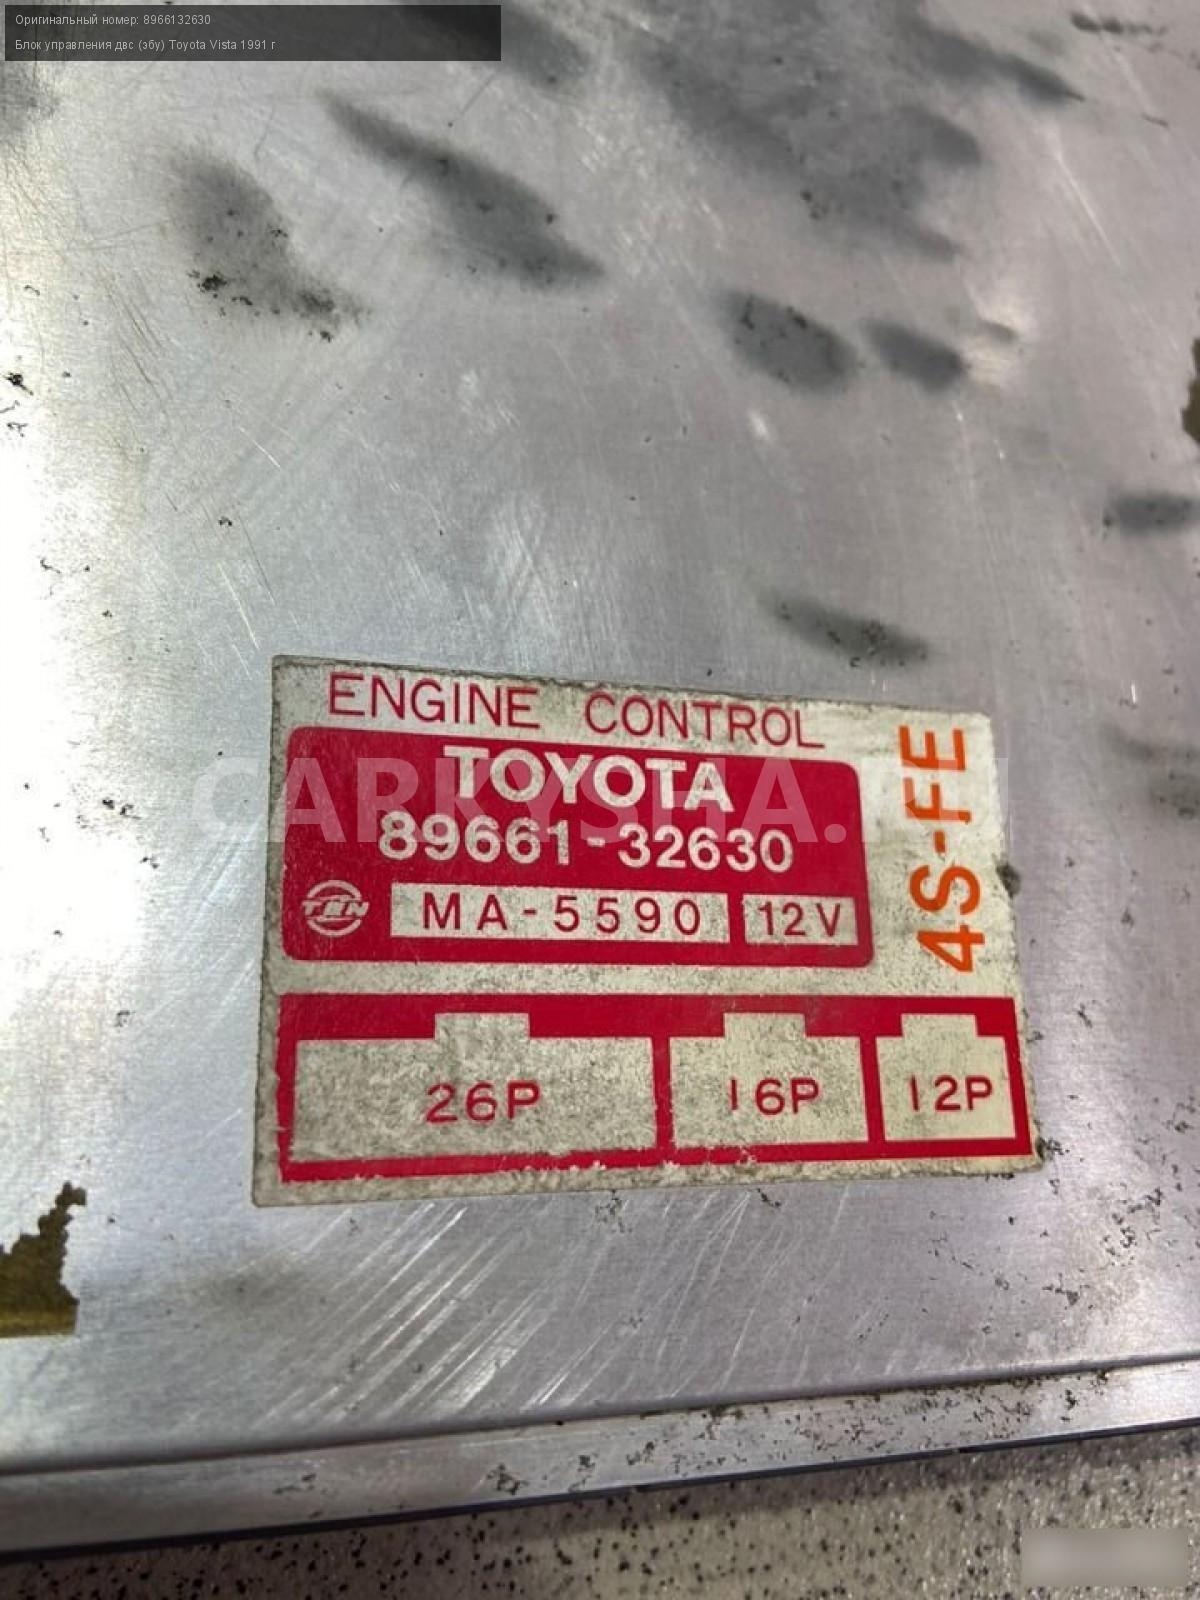 Оригинальный номер: 8966132630
Блок управления двс (эбу) Toyota Vista 1991 г
ENGINE CONTROL
TOYOTA
89661-32630
TEN
MA-5590
12V
4S-FE
26P
16P
12P